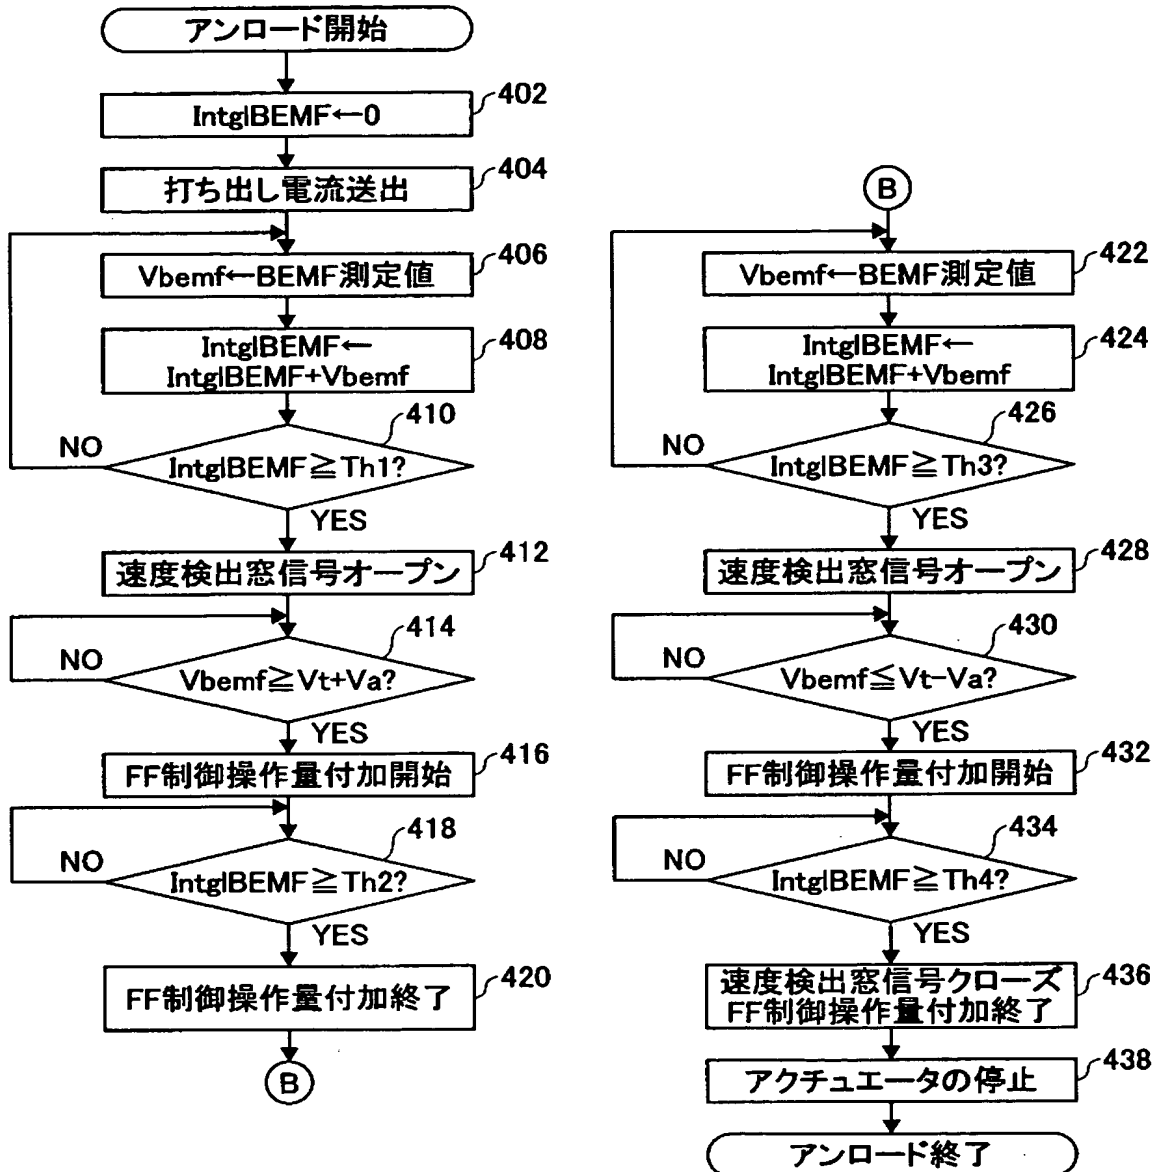 アンロード開始
402
IntglBEMF←0
404
打ち出し電流送出
406
Vbemf←BEMF測定値
408
IntglBEMF←
IntglBEMF+Vbemf
410
IntglBEMF≧Th1?
NO
YES
412
速度検出窓信号オープン
414
Vbemf≧Vt+Va?
NO
YES
416
FF制御操作量付加開始
418
IntglBEMF≧Th2?
NO
YES
420
FF制御操作量付加終了
B
B
422
Vbemf←BEMF測定値
424
IntglBEMF←
IntglBEMF+Vbemf
426
IntglBEMF≧Th3?
NO
YES
428
速度検出窓信号オープン
430
Vbemf≦Vt-Va?
NO
YES
432
FF制御操作量付加開始
434
IntglBEMF≧Th4?
NO
YES
436
速度検出窓信号クローズ
FF制御操作量付加終了
438
アクチュエータの停止
アンロード終了